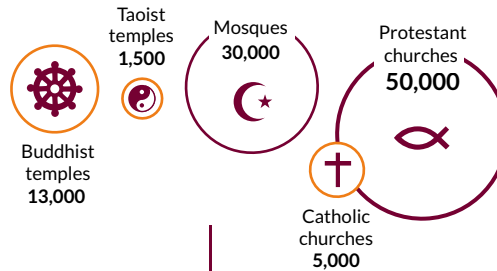 Taoist
temples
1,500
Mosques
30,000
Protestant
churches
50,000
Buddhist
temples
13,000
Catholic
churches
5,000